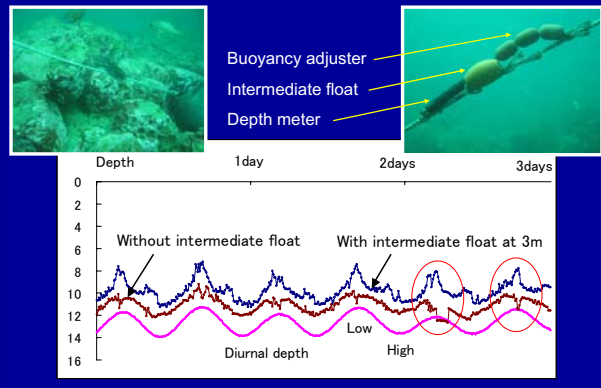 Buoyancy adjuster
Intermediate float
Depth meter
Depth 1day 2days 3days
0
2
4
6
Without intermediate float With intermediate float at 3m
8
10
12
14
Low
Diurnal depth High
16